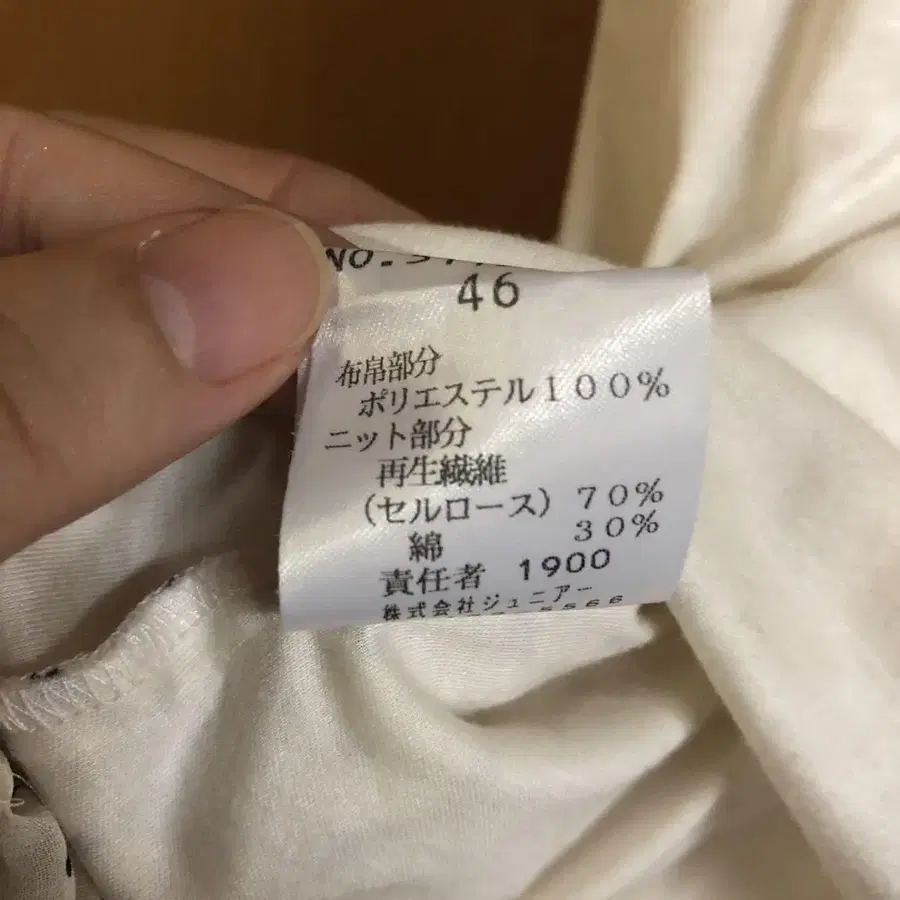 46
布帛部分
ポリエステル100%
ニット部分
再生繊維
(セルロース) 70%
綿 30%
責任者 1900
株式会社ジュニアー